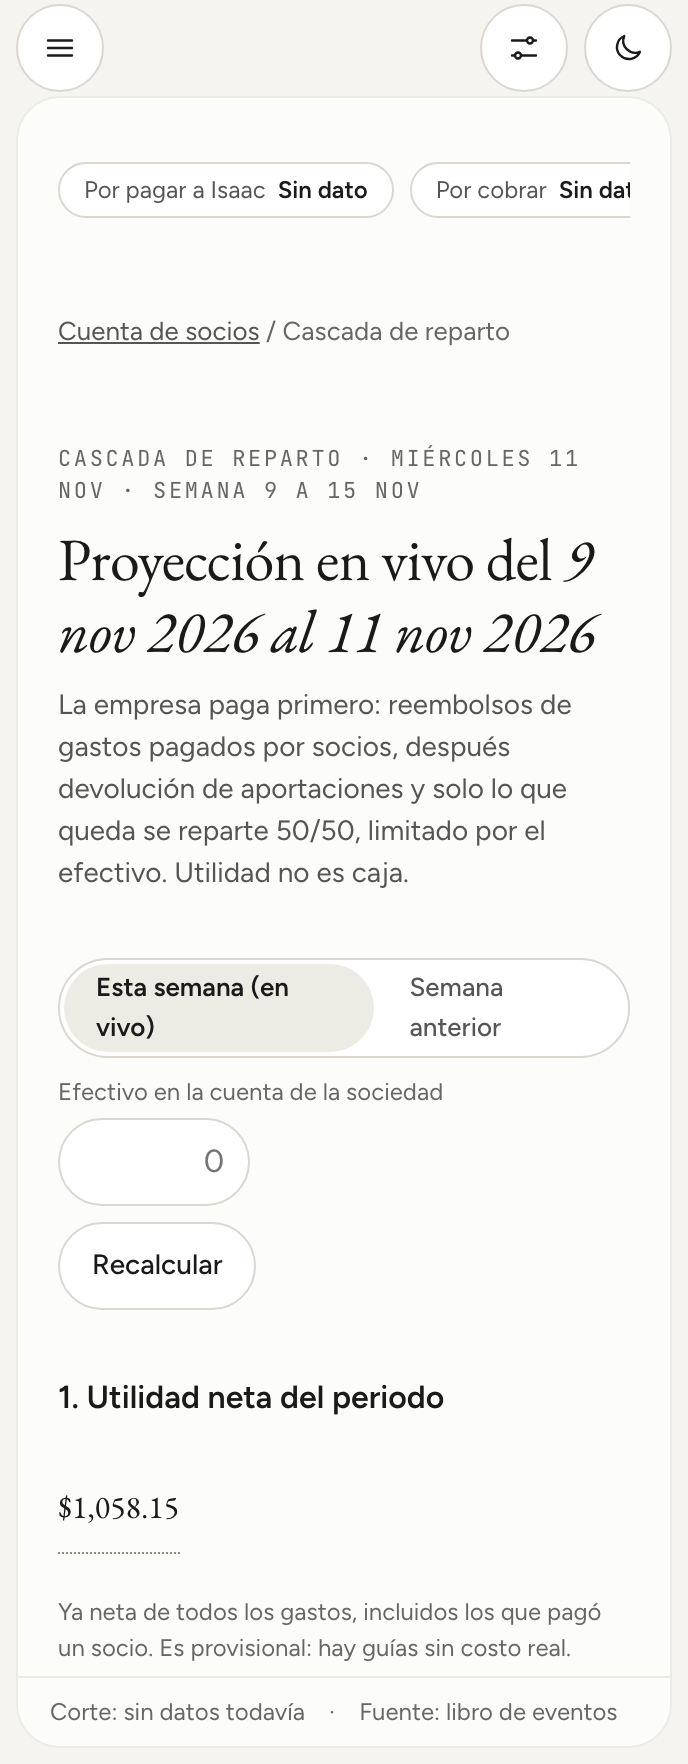 Por pagar a Isaac Sin dato
Por cobrar Sin dat
Cuenta de socios / Cascada de reparto
CASCADA DE REPARTO · MIÉRCOLES 11
NOV · SEMANA 9 A 15 NOV
Proyección en vivo del 9
nov 2026 al 11 nov 2026
La empresa paga primero: reembolsos de
gastos pagados por socios, después
devolución de aportaciones y solo lo que
queda se reparte 50/50, limitado por el
efectivo. Utilidad no es caja.
Esta semana (en
vivo)
Semana
anterior
Efectivo en la cuenta de la sociedad
0
Recalcular
1. Utilidad neta del periodo
$1,058.15
Ya neta de todos los gastos, incluidos los que pagó
un socio. Es provisional: hay guías sin costo real.
Corte: sin datos todavía · Fuente: libro de eventos